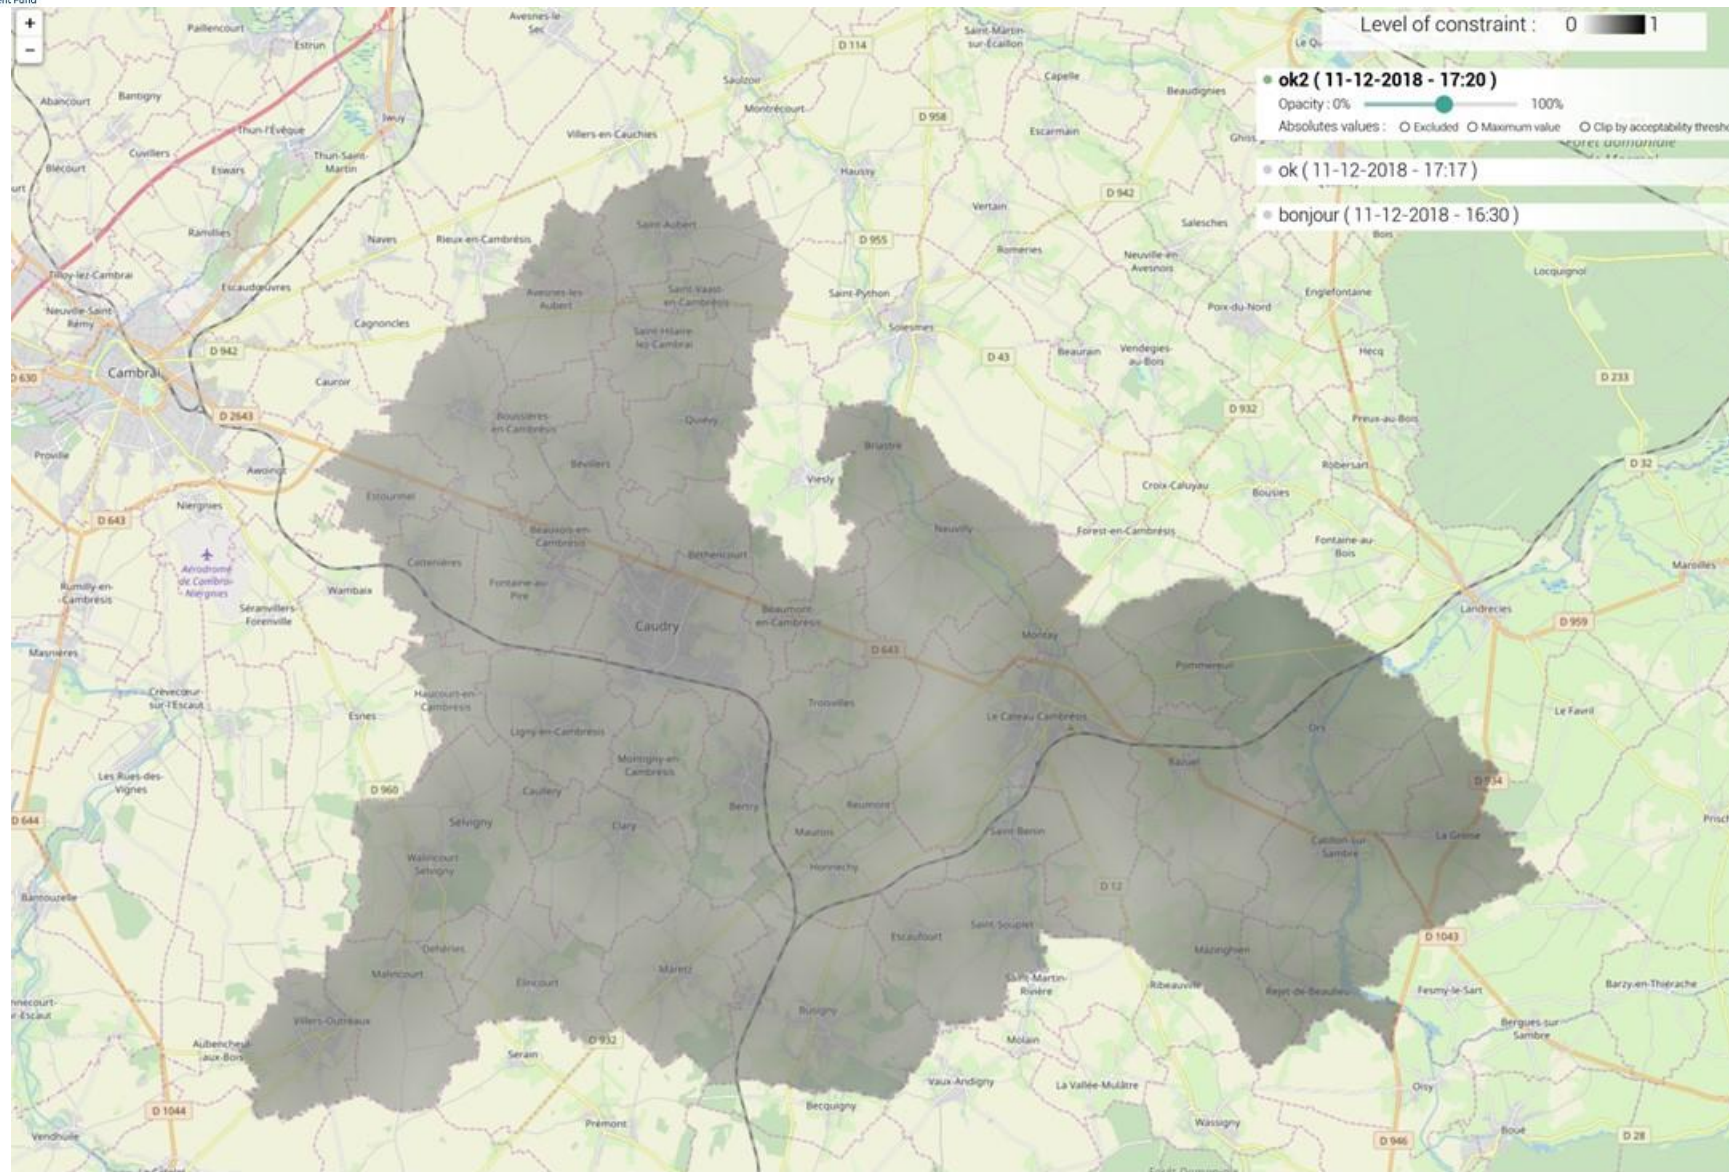 ent Fund
+
−
Level of constraint : 0 1
ok2 ( 11-12-2018 - 17:20 )
Opacity : 0% 100%
Absolutes values : Excluded Maximum value Clip by acceptability
ok ( 11-12-2018 - 17:17 )
bonjour ( 11-12-2018 - 16:30 )
Paillencourt
Estrun
Avesnes-le
Sec
D 114
Saint-Martin
sur-Écaillon
Saulzoir
Capelle
Beaudignies
Abancourt
Bantigny
Montrécourt
Iwuy
D 958
Thun-l'Évêque
Villers-en-Cauchies
Escarmain
Cuvillers
Thun-Saint-
Martin
Blécourt
Eswars
Haussy
D 942
Vertain
Salesches
Saint-Aubert
Ramillies
Naves
Rieux-en-Cambrésis
D 955
Romeries
Neuville-en
Avesnois
Bois
Tilloy-lez-Cambrai
Escaudœuvres
Locquignol
Avesnes-les
Aubert
Saint-Vaast
en-Cambrésis
Saint-Python
Englefontaine
Neuville-Saint
Rémy
Cagnoncles
Poix-du-Nord
Saint-Hilaire
lez-Cambrai
Solesmes
D 942
D 43
Beaurain
Vendegies-
au-Bois
Hecq
Cambrai
D 630
Cauroir
D 233
D 2643
Boussières-
en-Cambrésis
Quiévy
D 932
Preux-au-Bois
Proville
Awoingt
Bévillers
Briastre
Viesly
Robersart
D 32
Croix-Caluyau
Bousies
Estourmel
Niergnies
D 643
Beauvois-en-
Cambrésis
Neuvilly
Forest-en-Cambrésis
Fontaine-au-
Bois
Aérodrome
de Cambrai-
Niergnies
Cattenières
Béthencourt
Maroilles
Rumilly-en-
Cambrésis
Wambaix
Fontaine-au-
Pire
Séranvillers-
Forenville
Beaumont-
en-Cambrésis
Landrecies
D 959
Caudry
Montay
Masnières
D 643
Pommereuil
Crèvecœur-
sur-l'Escaut
Haucourt-en-
Cambrésis
Troisvilles
Esnes
Le Cateau-Cambrésis
Le Favril
Ors
Ligny-en-Cambrésis
Montigny-en-
Cambrésis
Bazuel
Les Rues-des-
Vignes
D 960
Caullery
D 934
Bertry
Reumont
D 644
Selvigny
Clary
Maurois
Saint-Benin
La Groise
Catillon-sur-
Sambre
Walincourt
Selvigny
Honnechy
D 12
Bantouzelle
Saint-Souplet
Escaufourt
D 1043
Dehéries
Mazinghien
Malincourt
Maretz
Elincourt
Saint-Martin-
Rivière
Ribeauville
Rejet-de-Beaulieu
Fesmy-le-Sart
Barzy-en-Thiérache
Villers-Outréaux
Busigny
Bergues-sur-
Sambre
Aubencheul
aux-Bois
Serain
D 932
Molain
Vaux-Andigny
La Vallée-Mulâtre
Oisy
D 1044
Becquigny
Prémont
Wassigny
Vendhuile
D 946
Boué
D 28